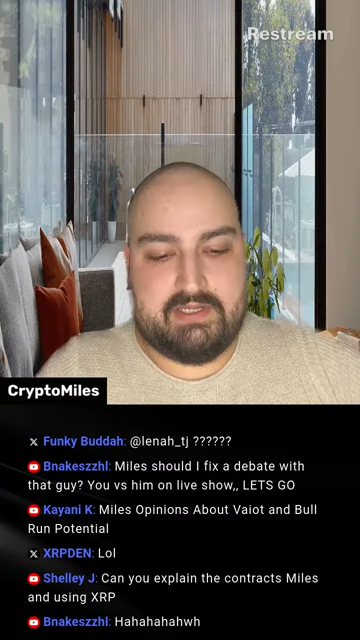 Restream
CryptoMiles
Funky Buddah: @lenah_tj ??????
Bnakeszzhl: Miles should I fix a debate with
that guy? You vs him on live show,, LETS GO
Kayani K: Miles Opinions About Vaiot and Bull
Run Potential
XRPDEN: Lol
Shelley J: Can you explain the contracts Miles
and using XRP
Bnakeszzhl: Hahahahahwh